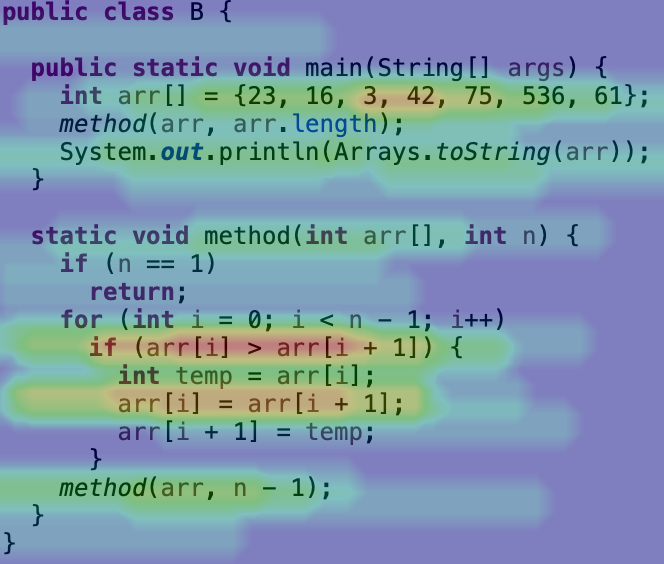 public class B {
public static void main(String[] args) {
int arr[] = {23, 16, 3, 42, 75, 536, 61};
method(arr, arr.length);
System.out.println(Arrays.toString(arr));
}
static void method(int arr[], int n) {
if (n == 1)
return;
for (int i = 0; i < n - 1; i++)
if (arr[i] > arr[i + 1]) {
int temp = arr[i];
arr[i] = arr[i + 1];
arr[i + 1] = temp;
}
method(arr, n - 1);
}
}